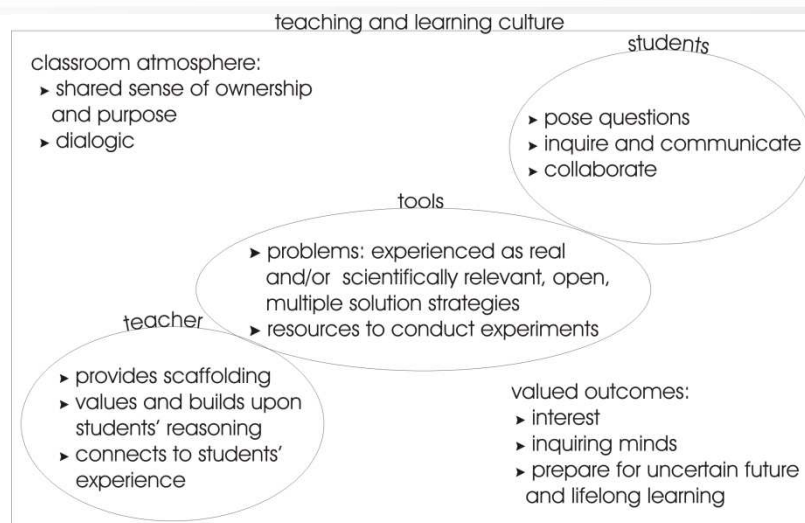 teaching and learning culture
classroom atmosphere:
➤ shared sense of ownership
and purpose
➤ dialogic
students
➤ pose questions
➤ inquire and communicate
➤ collaborate
tools
➤ problems: experienced as real
and/or scientifically relevant, open,
multiple solution strategies
➤ resources to conduct experiments
teacher
➤ provides scaffolding
➤ values and builds upon
students’ reasoning
➤ connects to students’
experience
valued outcomes:
➤ interest
➤ inquiring minds
➤ prepare for uncertain future
and lifelong learning